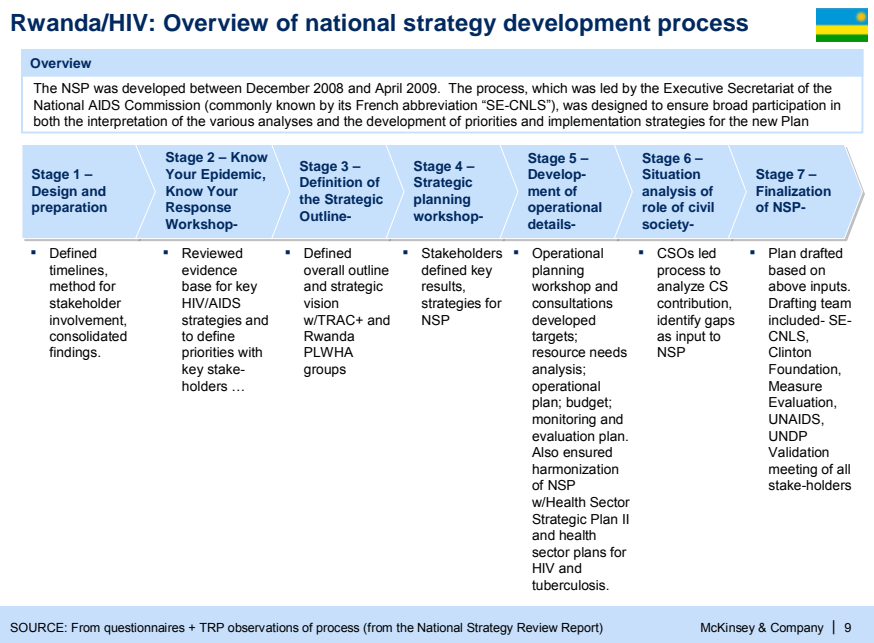 Rwanda/HIV: Overview of national strategy development process
Overview
The NSP was developed between December 2008 and April 2009.  The process, which was led by the Executive Secretariat of the
National AIDS Commission (commonly known by its French abbreviation “SE-CNLS”), was designed to ensure broad participation in
both the interpretation of the various analyses and the development of priorities and implementation strategies for the new Plan
Stage 1 –
Design and
preparation
Stage 2 – Know
Your Epidemic,
Know Your
Response
Workshop-
Stage 3 –
Definition of
the Strategic
Outline-
Stage 4 –
Strategic
planning
workshop-
Stage 5 –
Develop-
ment of
operational
details-
Stage 6 –
Situation
analysis of
role of civil
society-
Stage 7 –
Finalization
of NSP-
▪ Defined
timelines,
method for
stakeholder
involvement,
consolidated
findings.
▪ Reviewed
evidence
base for key
HIV/AIDS
strategies and
to define
priorities with
key stake-
holders …
▪ Defined
overall outline
and strategic
vision
w/TRAC+ and
Rwanda
PLWHA
groups
▪ Stakeholders
defined key
results,
strategies for
NSP
▪ Operational
planning
workshop and
consultations
developed
targets;
resource needs
analysis;
operational
plan; budget;
monitoring and
evaluation plan.
Also ensured
harmonization
of NSP
w/Health Sector
Strategic Plan II
and health
sector plans for
HIV and
tuberculosis.
▪ CSOs led
process to
analyze CS
contribution,
identify gaps
as input to
NSP
▪ Plan drafted
based on
above inputs.
Drafting team
included- SE-
CNLS,
Clinton
Foundation,
Measure
Evaluation,
UNAIDS,
UNDP
Validation
meeting of all
stake-holders
SOURCE: From questionnaires + TRP observations of process (from the National Strategy Review Report)
McKinsey & Company | 9